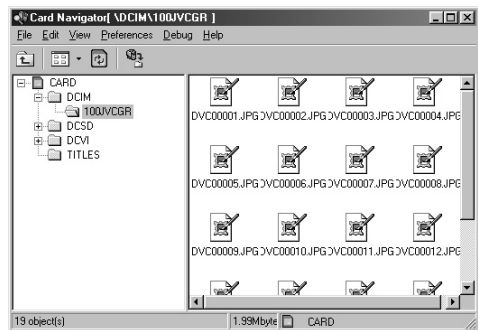 Card Navigator[ \DCIM\100JVCGR ]
File Edit View Preferences Debug Help
CARD
DCIM
100JVCGR
DCSD
DCVI
TITLES
DVC00001.JPG DVC00002.JPG DVC00003.JPG DVC00004.JPG
DVC00005.JPG DVC00006.JPG DVC00007.JPG DVC00008.JPG
DVC00009.JPG DVC00010.JPG DVC00011.JPG DVC00012.JPG
19 object(s) 1.99Mbyte CARD